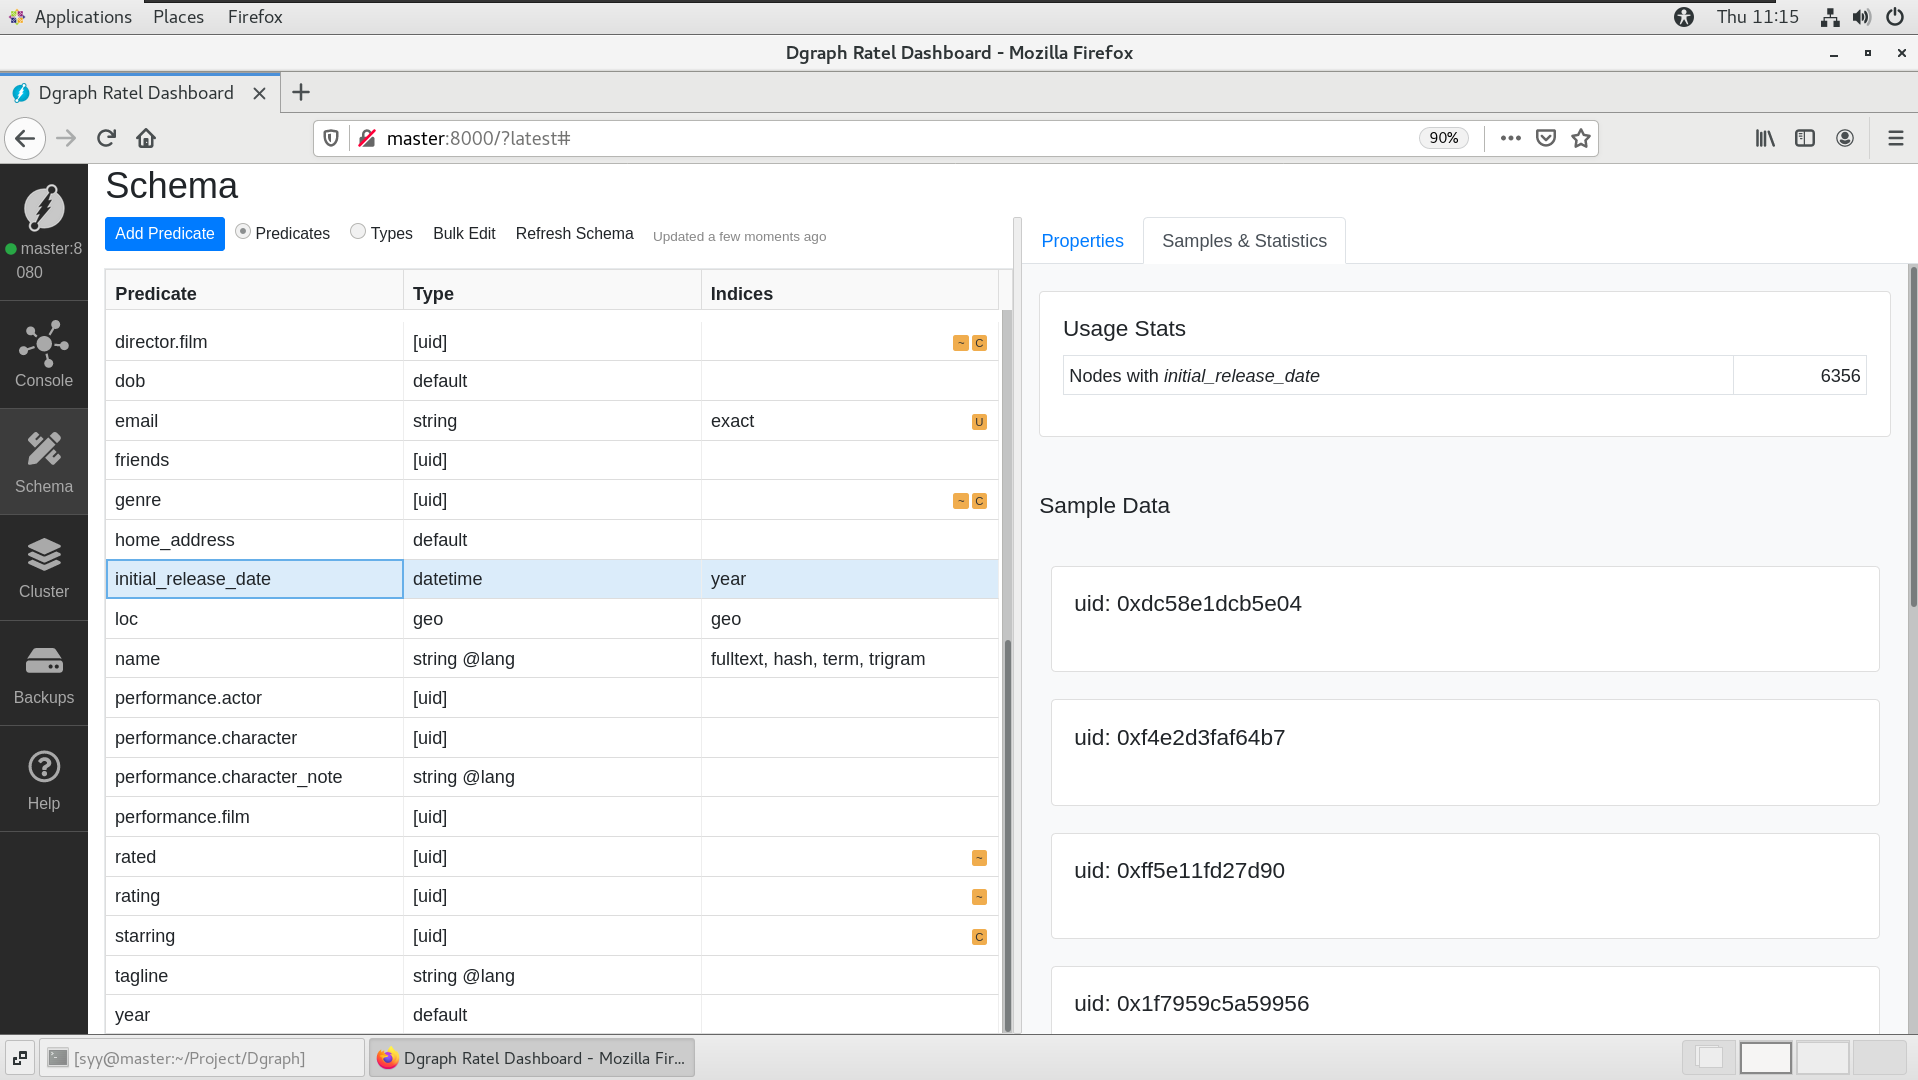 Applications Places Firefox Thu 11:15
Dgraph Ratel Dashboard - Mozilla Firefox
Dgraph Ratel Dashboard
master:8000/?latest# 90%
master:8
080
Console
Schema
Cluster
Backups
Help
Schema
Add Predicate Predicates Types Bulk Edit Refresh Schema Updated a few moments ago
Predicate Type Indices
director.film [uid] ~ C
dob default
email string exact U
friends [uid]
genre [uid] ~ C
home_address default
initial_release_date datetime year
loc geo geo
name string @lang fulltext, hash, term, trigram
performance.actor [uid]
performance.character [uid]
performance.character_note string @lang
performance.film [uid]
rated [uid] ~
rating [uid] ~
starring [uid] C
tagline string @lang
year default
Properties Samples & Statistics
Usage Stats
Nodes with initial_release_date 6356
Sample Data
uid: 0xdc58e1dcb5e04
uid: 0xf4e2d3faf64b7
uid: 0xff5e11fd27d90
uid: 0x1f7959c5a59956
[syy@master:~/Project/Dgraph] Dgraph Ratel Dashboard - Mozilla Fir...